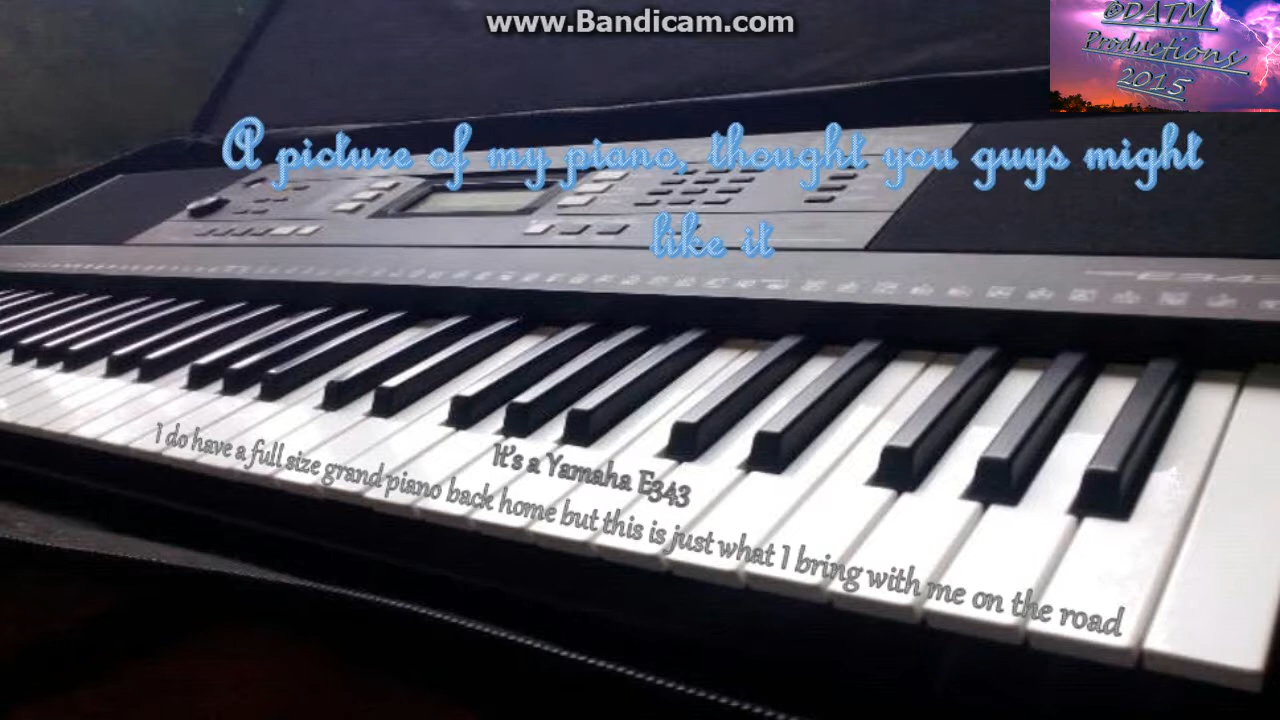 www.Bandicam.com
©DATM
Productions
2015
A picture of my piano, thought you guys might
like it
It's a Yamaha E343
I do have a full size grand piano back home but this is just what I bring with me on the road